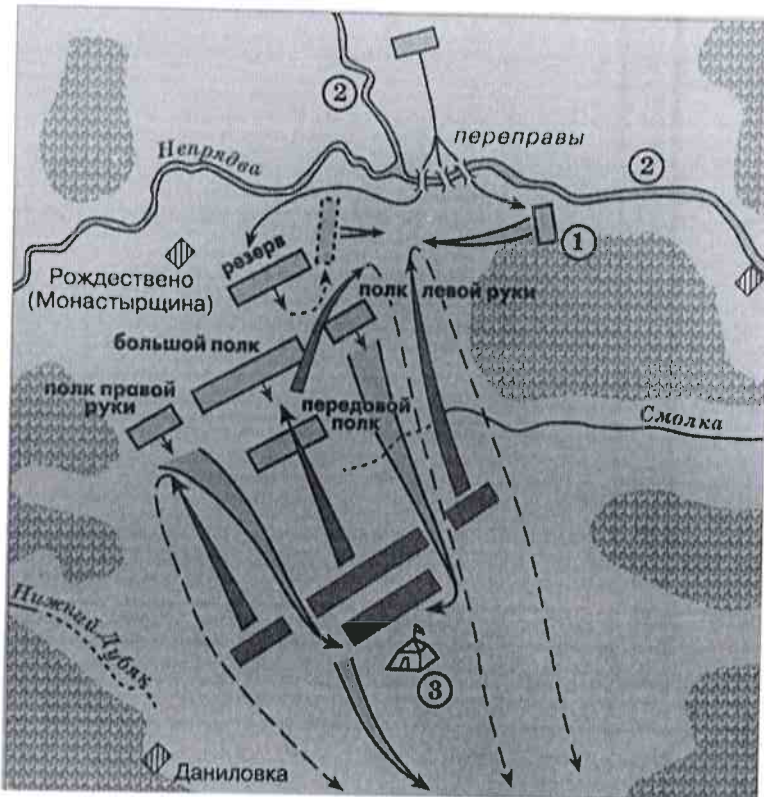 2
переправы
Непрядва
2
1
резерв
Рождествено
(Монастырщина)
полк левой руки
большой полк
полк правой
руки
передовой
полк
Смолка
Нижний Дубяк
3
Даниловка